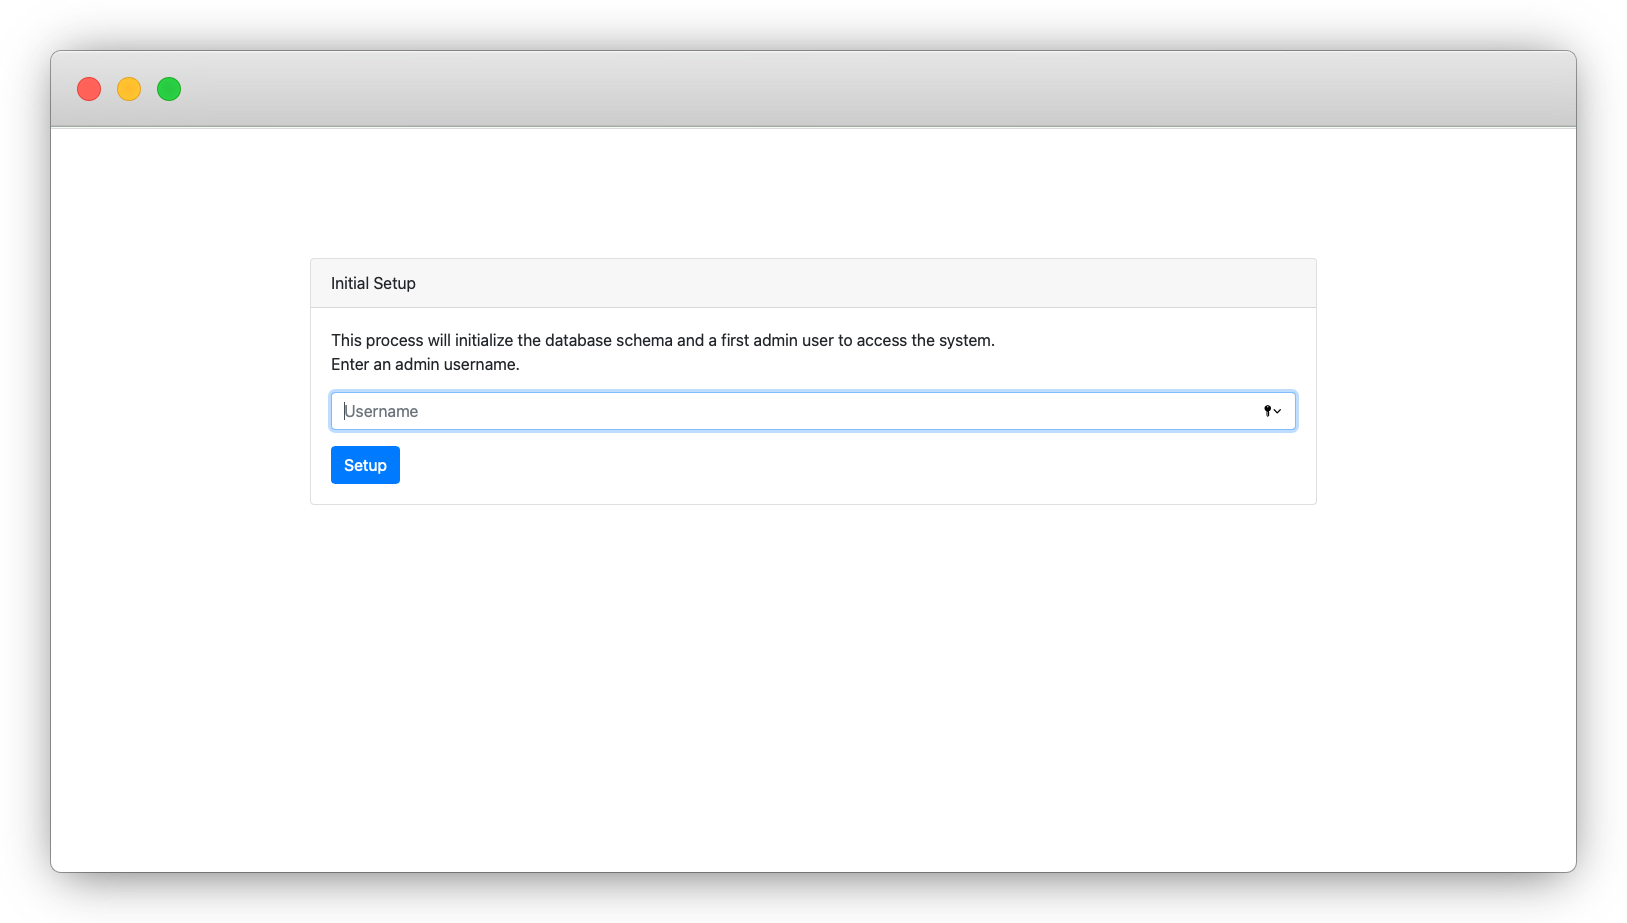 Initial Setup
This process will initialize the database schema and a first admin user to access the system.
Enter an admin username.
Username
Setup